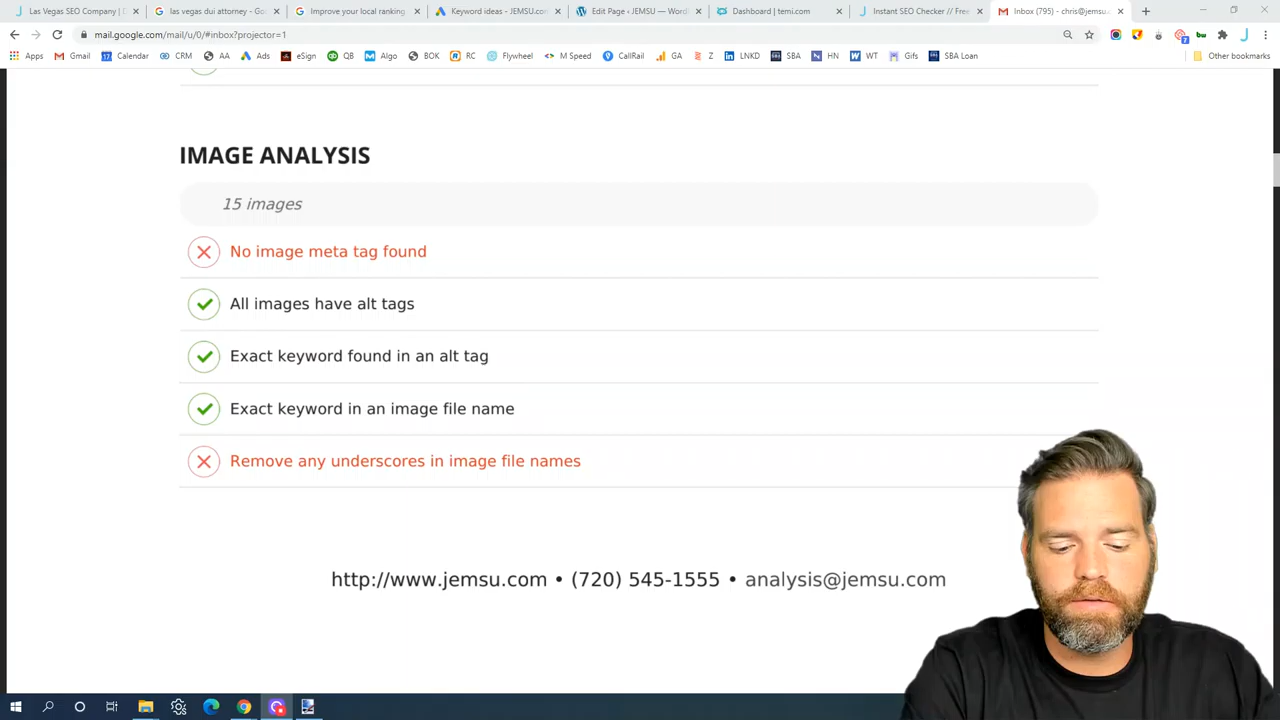 Las Vegas SEO Company | D
las vegas dui attorney - Goo
Improve your local ranking
Keyword ideas - JEMSU.com
Edit Page ‹ JEMSU — WordP
Dashboard | temi.com
Instant SEO Checker // Free
Inbox (795) - chris@jemsu.
mail.google.com/mail/u/0/#inbox?projector=1
Apps
Gmail
Calendar
CRM
AA
Ads
eSign
QB
Algo
BOK
RC
Flywheel
M Speed
CallRail
GA
Z
LNKD
SBA
HN
WT
Gifs
SBA Loan
Other bookmarks
IMAGE ANALYSIS
15 images
No image meta tag found
All images have alt tags
Exact keyword found in an alt tag
Exact keyword in an image file name
Remove any underscores in image file names
http://www.jemsu.com • (720) 545-1555 • analysis@jemsu.com